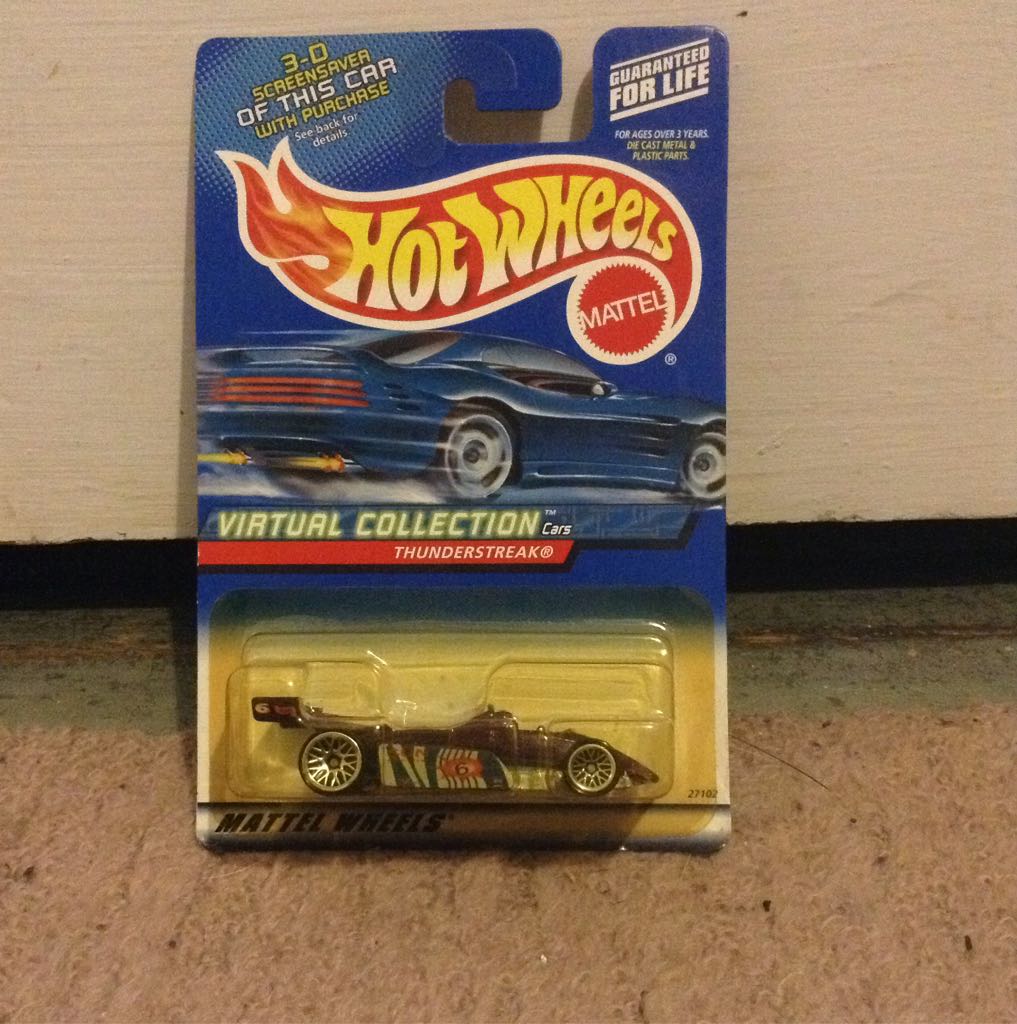 3-D
SCREENSAVER
OF THIS CAR
WITH PURCHASE
See back for
details.
GUARANTEED
FOR LIFE
FOR AGES OVER 3 YEARS.
DIE CAST METAL &
PLASTIC PARTS.
HOT WHEELS
MATTEL
®
VIRTUAL COLLECTION™ Cars
THUNDERSTREAK®
6
6
27102
MATTEL WHEELS